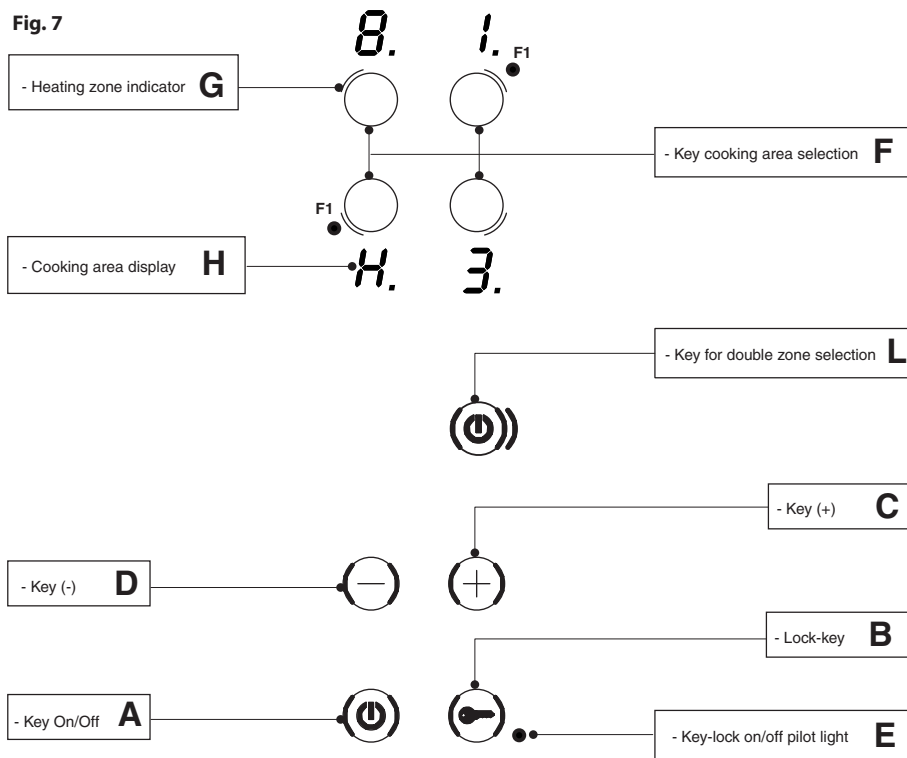 Fig. 7
8. 1.
F1
- Heating zone indicator G
- Key cooking area selection F
F1
- Cooking area display H
H. 3.
- Key for double zone selection L
- Key (+) C
- Key (-) D
- Lock-key B
- Key On/Off A
- Key-lock on/off pilot light E